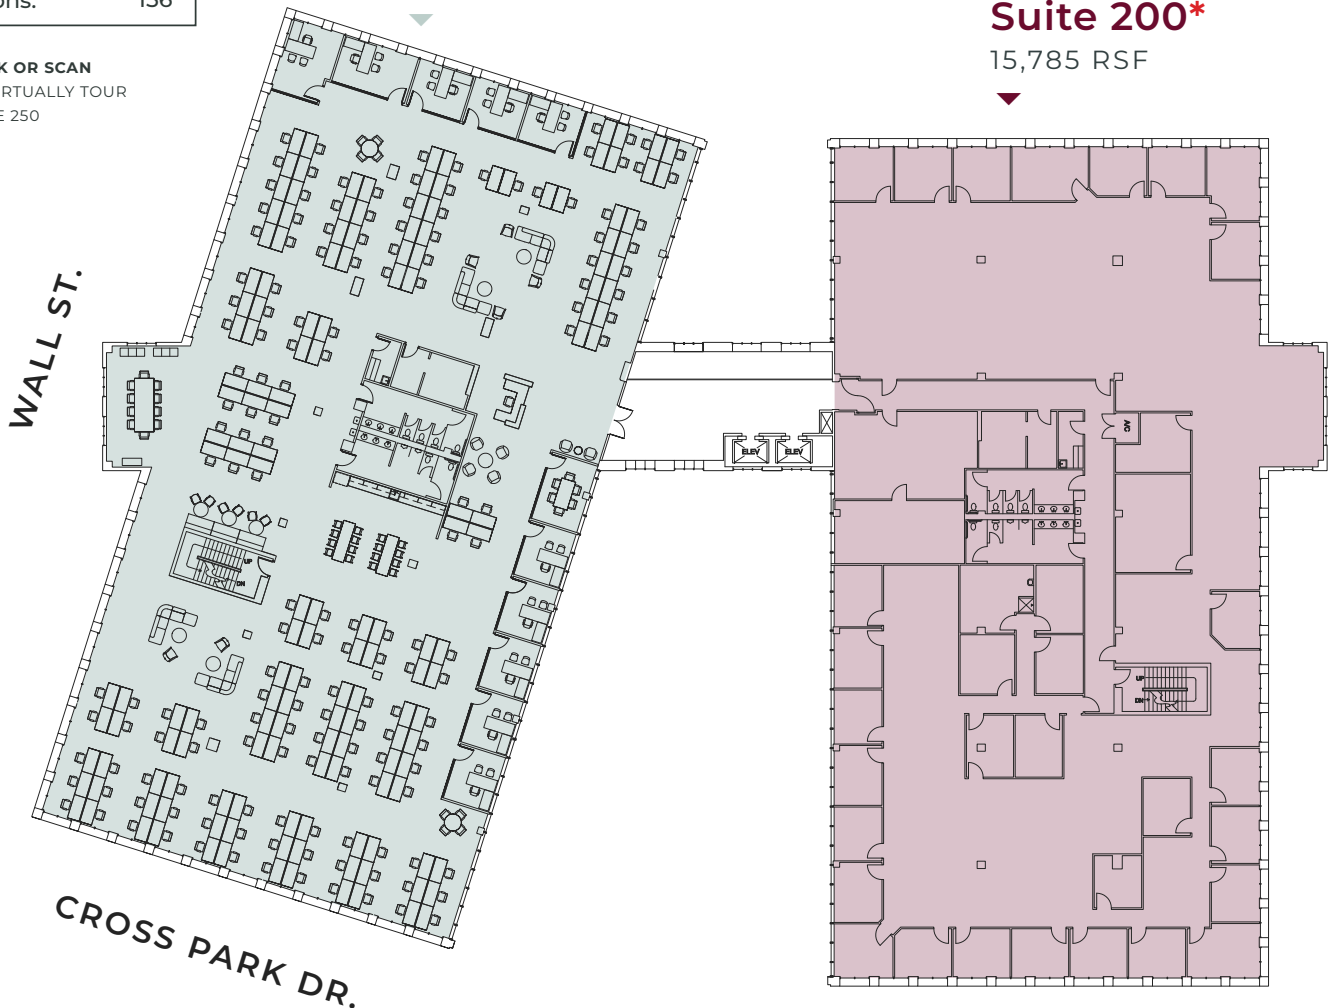 ons: 156
K OR SCAN
RTUALLY TOUR
E 250
Suite 200*
15,785 RSF
WALL ST.
ELEV
ELEV
A/C
UP
DN
UP
DN
CROSS PARK DR.